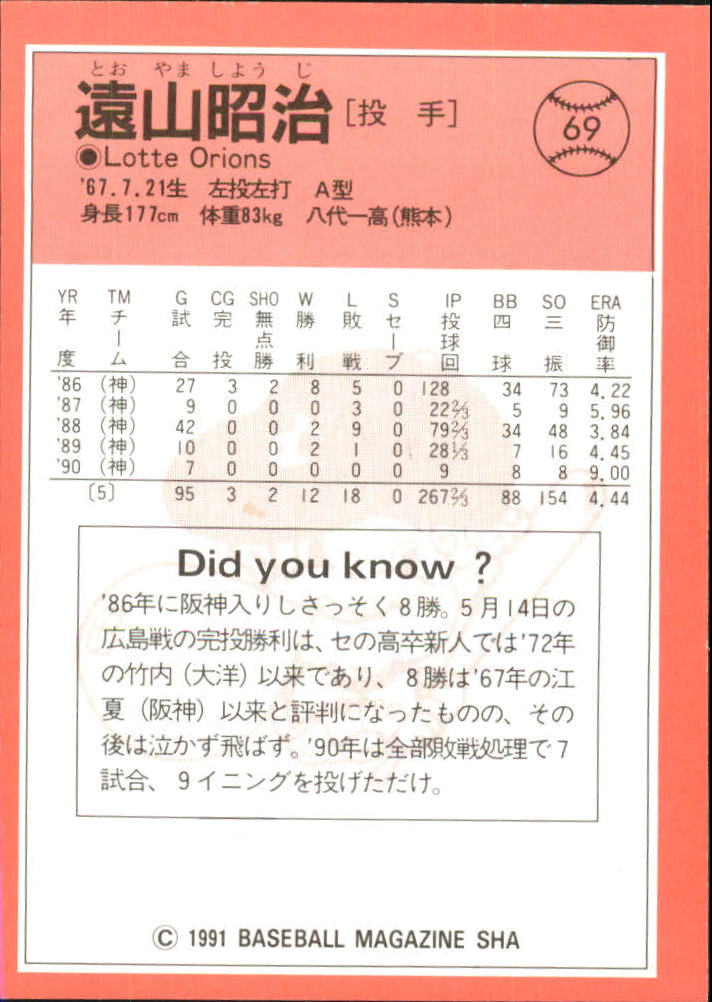 とお やま しよう じ
遠山昭治[投 手]
69
●Lotte Orions
'67.7.21生 左投左打 A型
身長177cm 体重83kg 八代一高(熊本)
YR TM G CG SHO W L S IP BB SO ERA
年度 チーム 試合 完投 無点勝 勝利 敗戦 セーブ 投球回 四球 三振 防御率
'86 (神) 27 3 2 8 5 0 128 34 73 4.22
'87 (神) 9 0 0 0 3 0 22⅔ 5 9 5.96
'88 (神) 42 0 0 2 9 0 79⅔ 34 48 3.84
'89 (神) 10 0 0 2 1 0 28⅓ 7 16 4.45
'90 (神) 7 0 0 0 0 0 9 8 8 9.00
〔5〕 95 3 2 12 18 0 267⅔ 88 154 4.44
Did you know ?
'86年に阪神入りしさっそく8勝。5月14日の
広島戦の完投勝利は、セの高卒新人では'72年
の竹内（大洋）以来であり、8勝は'67年の江
夏（阪神）以来と評判になったものの、その
後は泣かず飛ばず。'90年は全部敗戦処理で7
試合、9イニングを投げただけ。
© 1991 BASEBALL MAGAZINE SHA